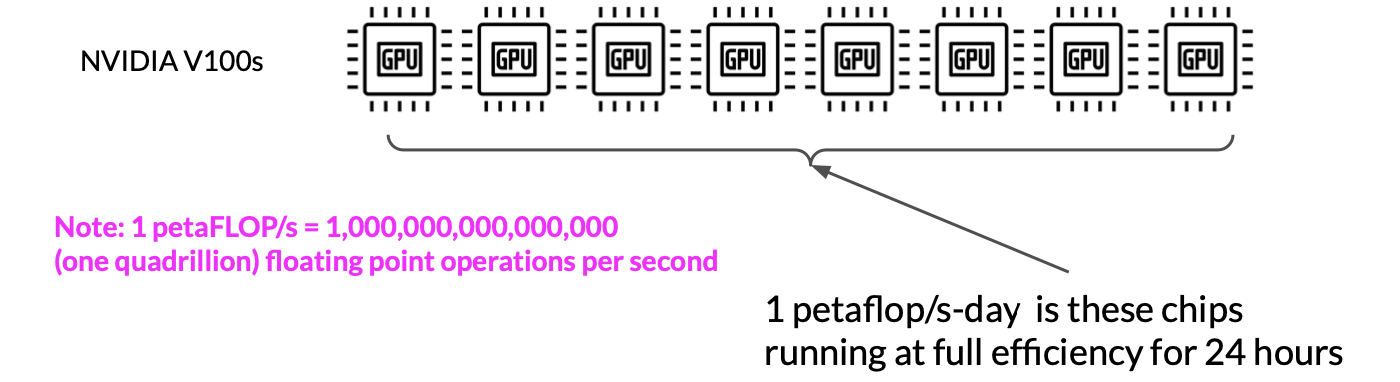 NVIDIA V100s
GPU GPU GPU GPU GPU GPU GPU GPU
Note: 1 petaFLOP/s = 1,000,000,000,000,000
(one quadrillion) floating point operations per second
1 petaflop/s-day  is these chips
running at full efficiency for 24 hours